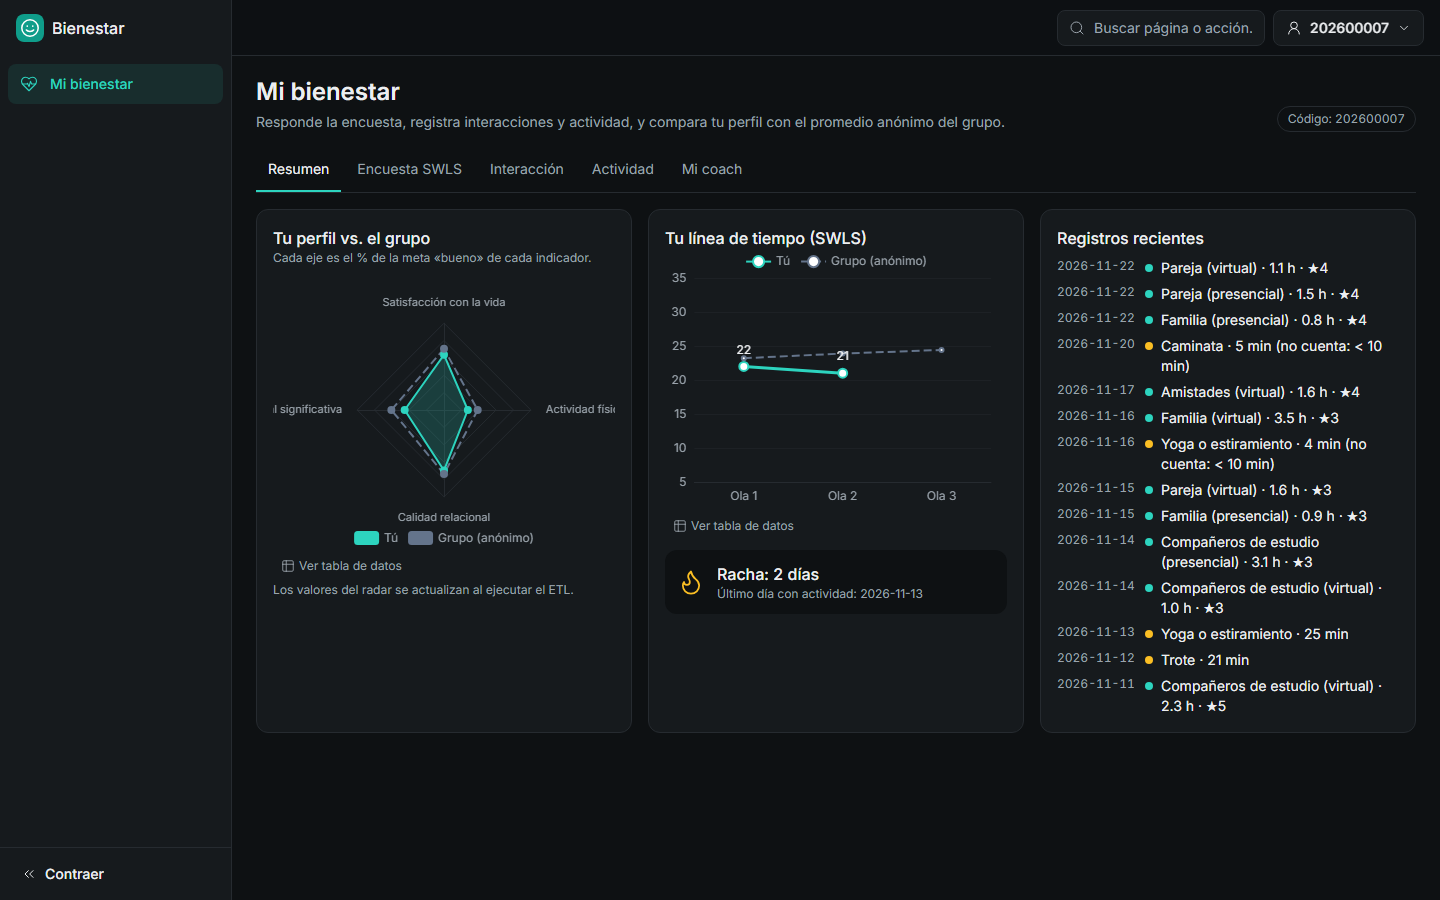 Bienestar
Buscar página o acción.
202600007
Mi bienestar
Mi bienestar
Responde la encuesta, registra interacciones y actividad, y compara tu perfil con el promedio anónimo del grupo.
Código: 202600007
Resumen
Encuesta SWLS
Interacción
Actividad
Mi coach
Tu perfil vs. el grupo
Cada eje es el % de la meta «bueno» de cada indicador.
Satisfacción con la vida
l significativa
Actividad físic
Calidad relacional
Tú
Grupo (anónimo)
Ver tabla de datos
Los valores del radar se actualizan al ejecutar el ETL.
Tu línea de tiempo (SWLS)
Tú
Grupo (anónimo)
35
30
25
20
15
10
5
22
21
Ola 1
Ola 2
Ola 3
Ver tabla de datos
Racha: 2 días
Último día con actividad: 2026-11-13
Registros recientes
2026-11-22 Pareja (virtual) · 1.1 h · ★4
2026-11-22 Pareja (presencial) · 1.5 h · ★4
2026-11-22 Familia (presencial) · 0.8 h · ★4
2026-11-20 Caminata · 5 min (no cuenta: < 10
min)
2026-11-17 Amistades (virtual) · 1.6 h · ★4
2026-11-16 Familia (virtual) · 3.5 h · ★3
2026-11-16 Yoga o estiramiento · 4 min (no
cuenta: < 10 min)
2026-11-15 Pareja (virtual) · 1.6 h · ★3
2026-11-15 Familia (presencial) · 0.9 h · ★3
2026-11-14 Compañeros de estudio
(presencial) · 3.1 h · ★3
2026-11-14 Compañeros de estudio (virtual) ·
1.0 h · ★3
2026-11-13 Yoga o estiramiento · 25 min
2026-11-12 Trote · 21 min
2026-11-11 Compañeros de estudio (virtual) ·
2.3 h · ★5
Contraer